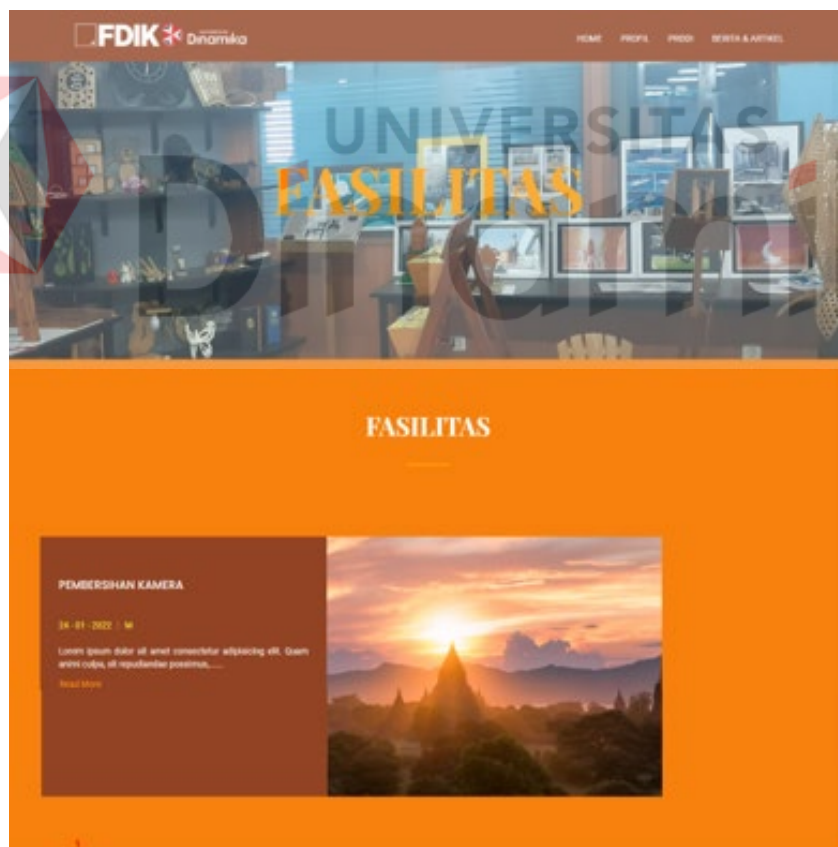 FDIK Dinamika
HOME PROFIL PRODI BERITA & ARTIKEL
UNIVERSITAS
Dinami
FASILITAS
FASILITAS
PEMBERSIHAN KAMERA
24 - 01 - 2022 | M
Lorem ipsum dolor sit amet consectetur adipisicing elit. Quam
animi culpa, sit repudiandae possimus,......
Read More